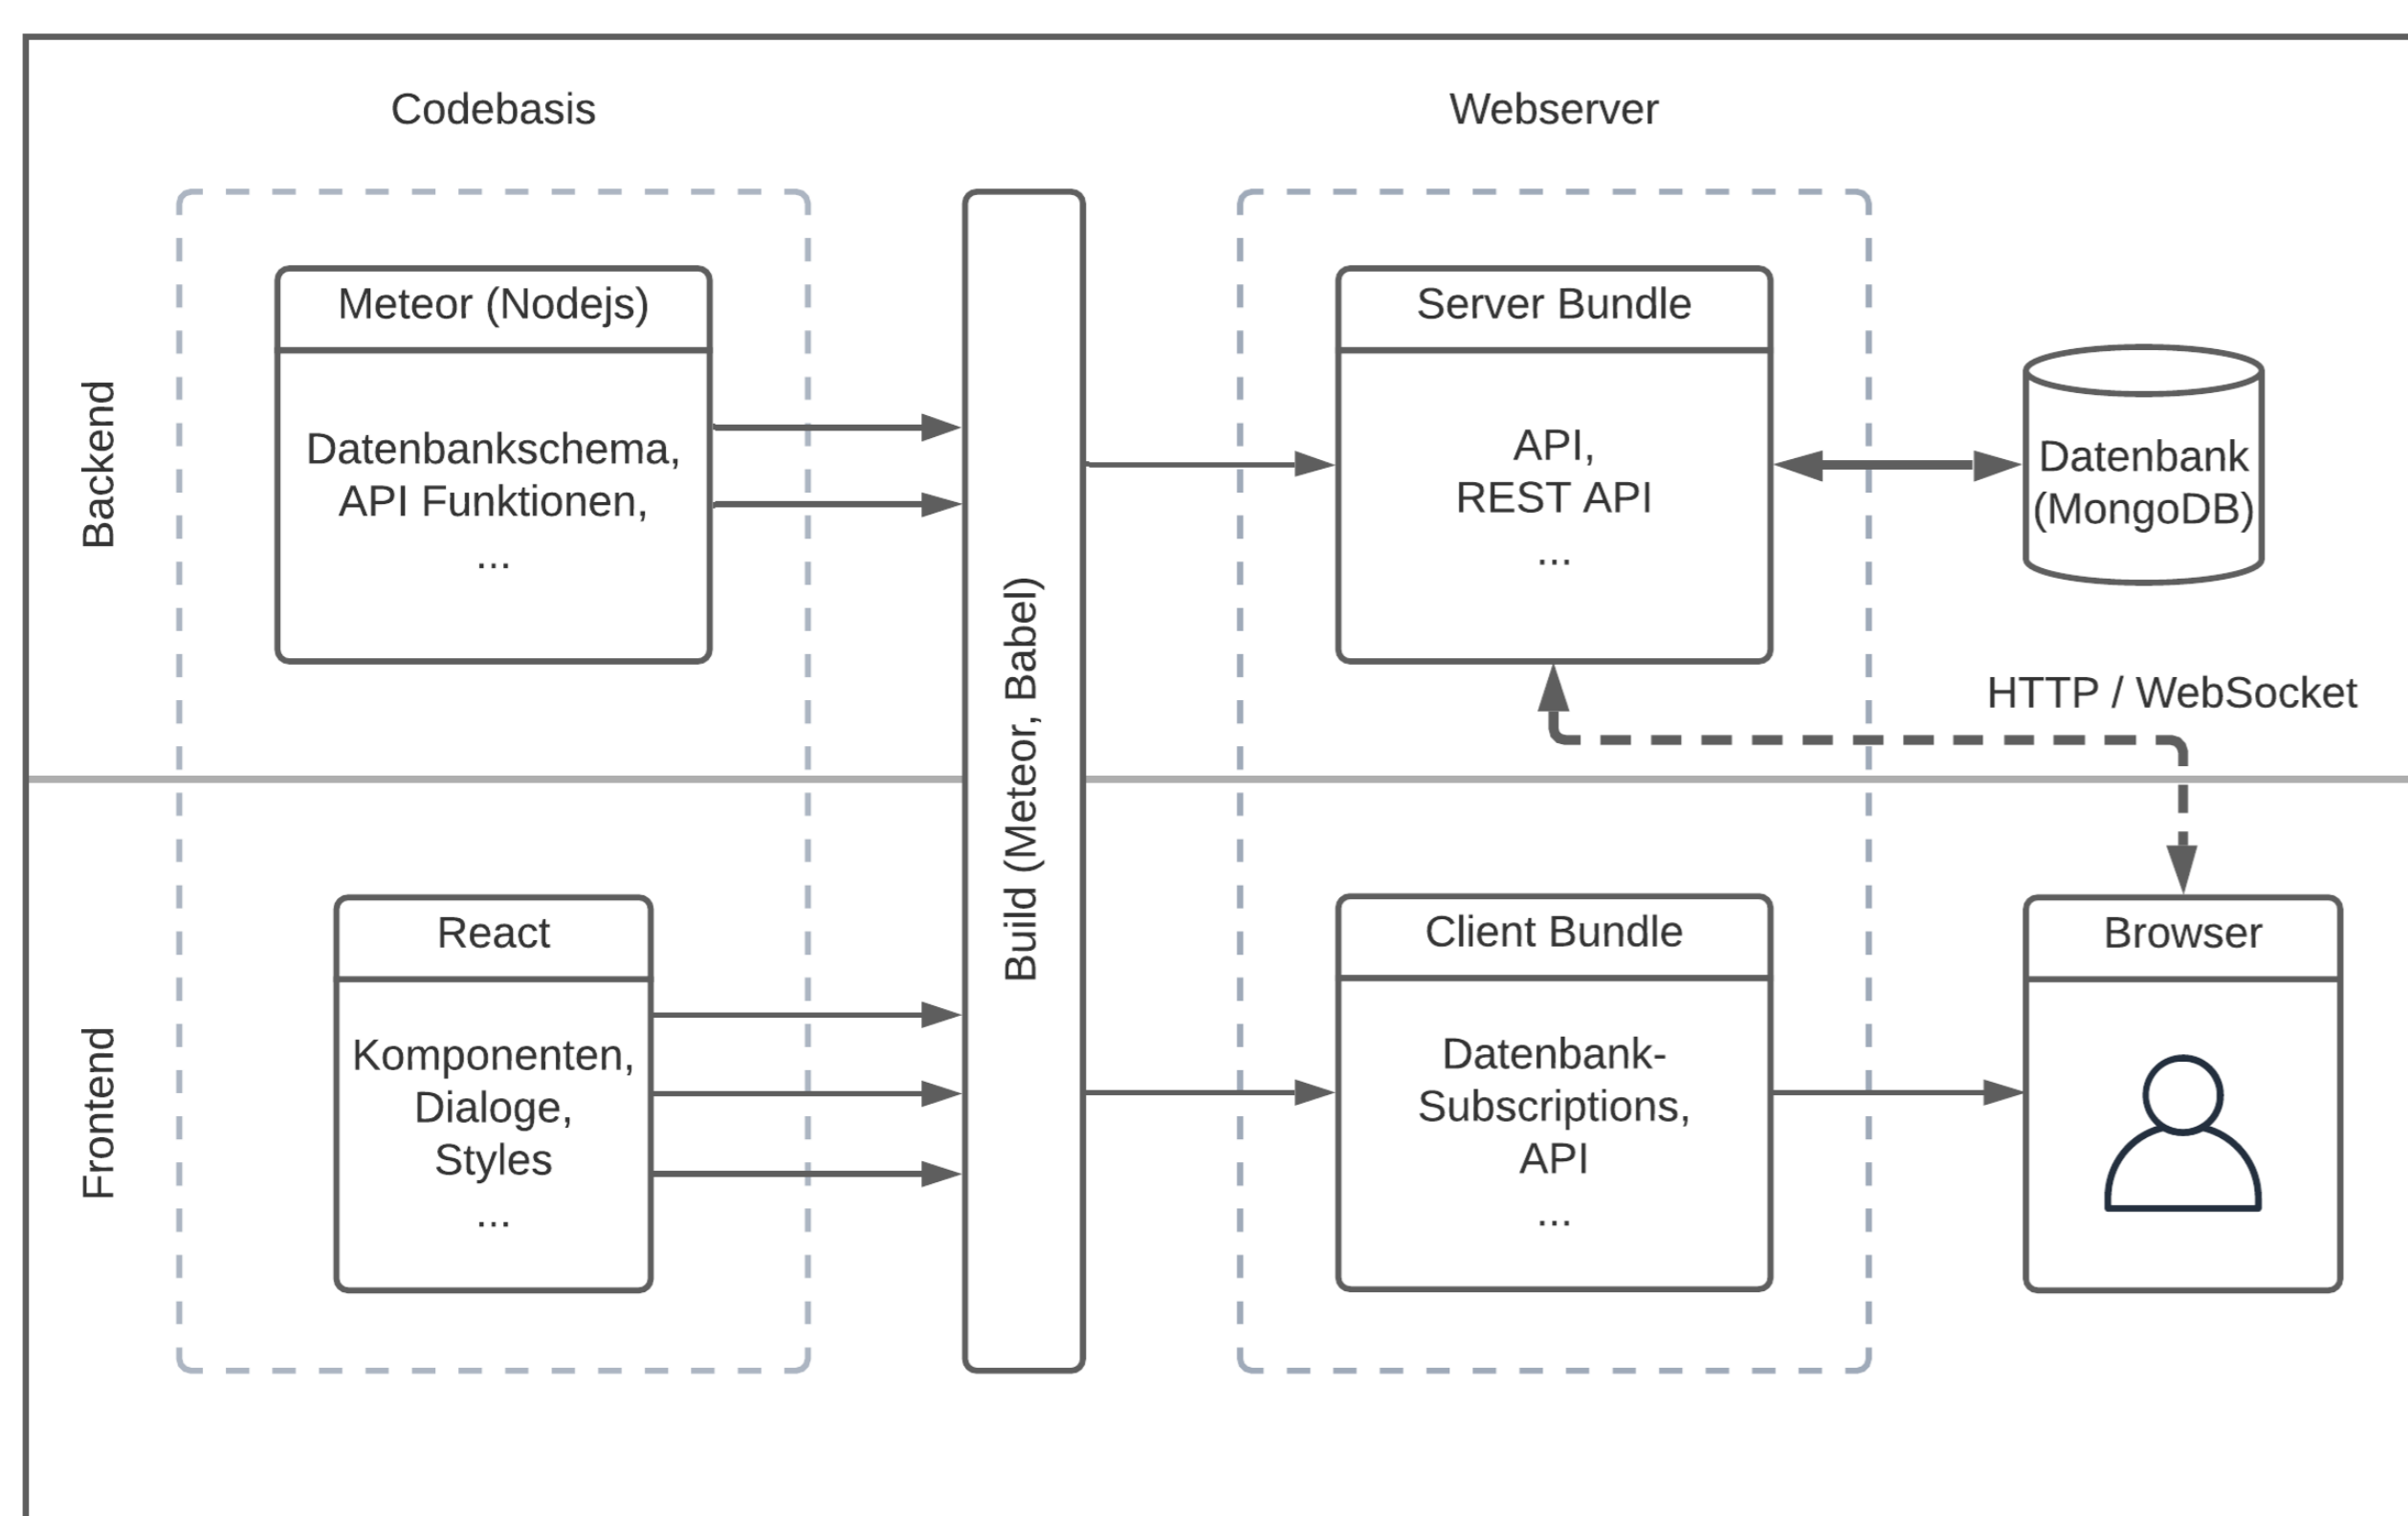 Codebasis
Webserver
Backend
Meteor (Nodejs)
Datenbankschema,
API Funktionen,
...
Build (Meteor, Babel)
Server Bundle
API,
REST API
...
Datenbank
(MongoDB)
HTTP / WebSocket
Frontend
React
Komponenten,
Dialoge,
Styles
...
Client Bundle
Datenbank-
Subscriptions,
API
...
Browser